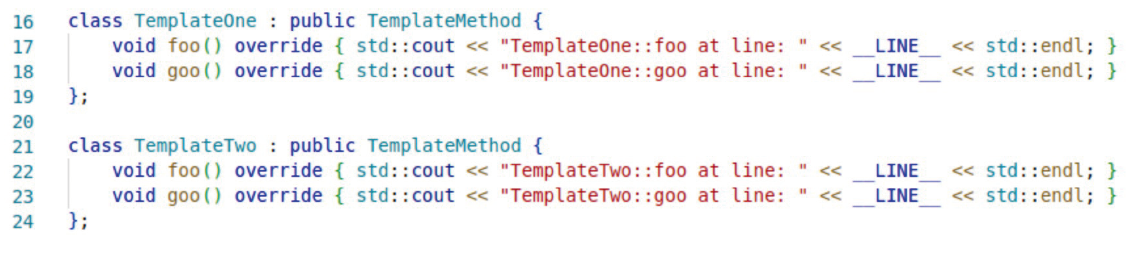 16 class TemplateOne : public TemplateMethod {
17     void foo() override { std::cout << "TemplateOne::foo at line: " << __LINE__ << std::endl; }
18     void goo() override { std::cout << "TemplateOne::goo at line: " << __LINE__ << std::endl; }
19 };
20
21 class TemplateTwo : public TemplateMethod {
22     void foo() override { std::cout << "TemplateTwo::foo at line: " << __LINE__ << std::endl; }
23     void goo() override { std::cout << "TemplateTwo::goo at line: " << __LINE__ << std::endl; }
24 };